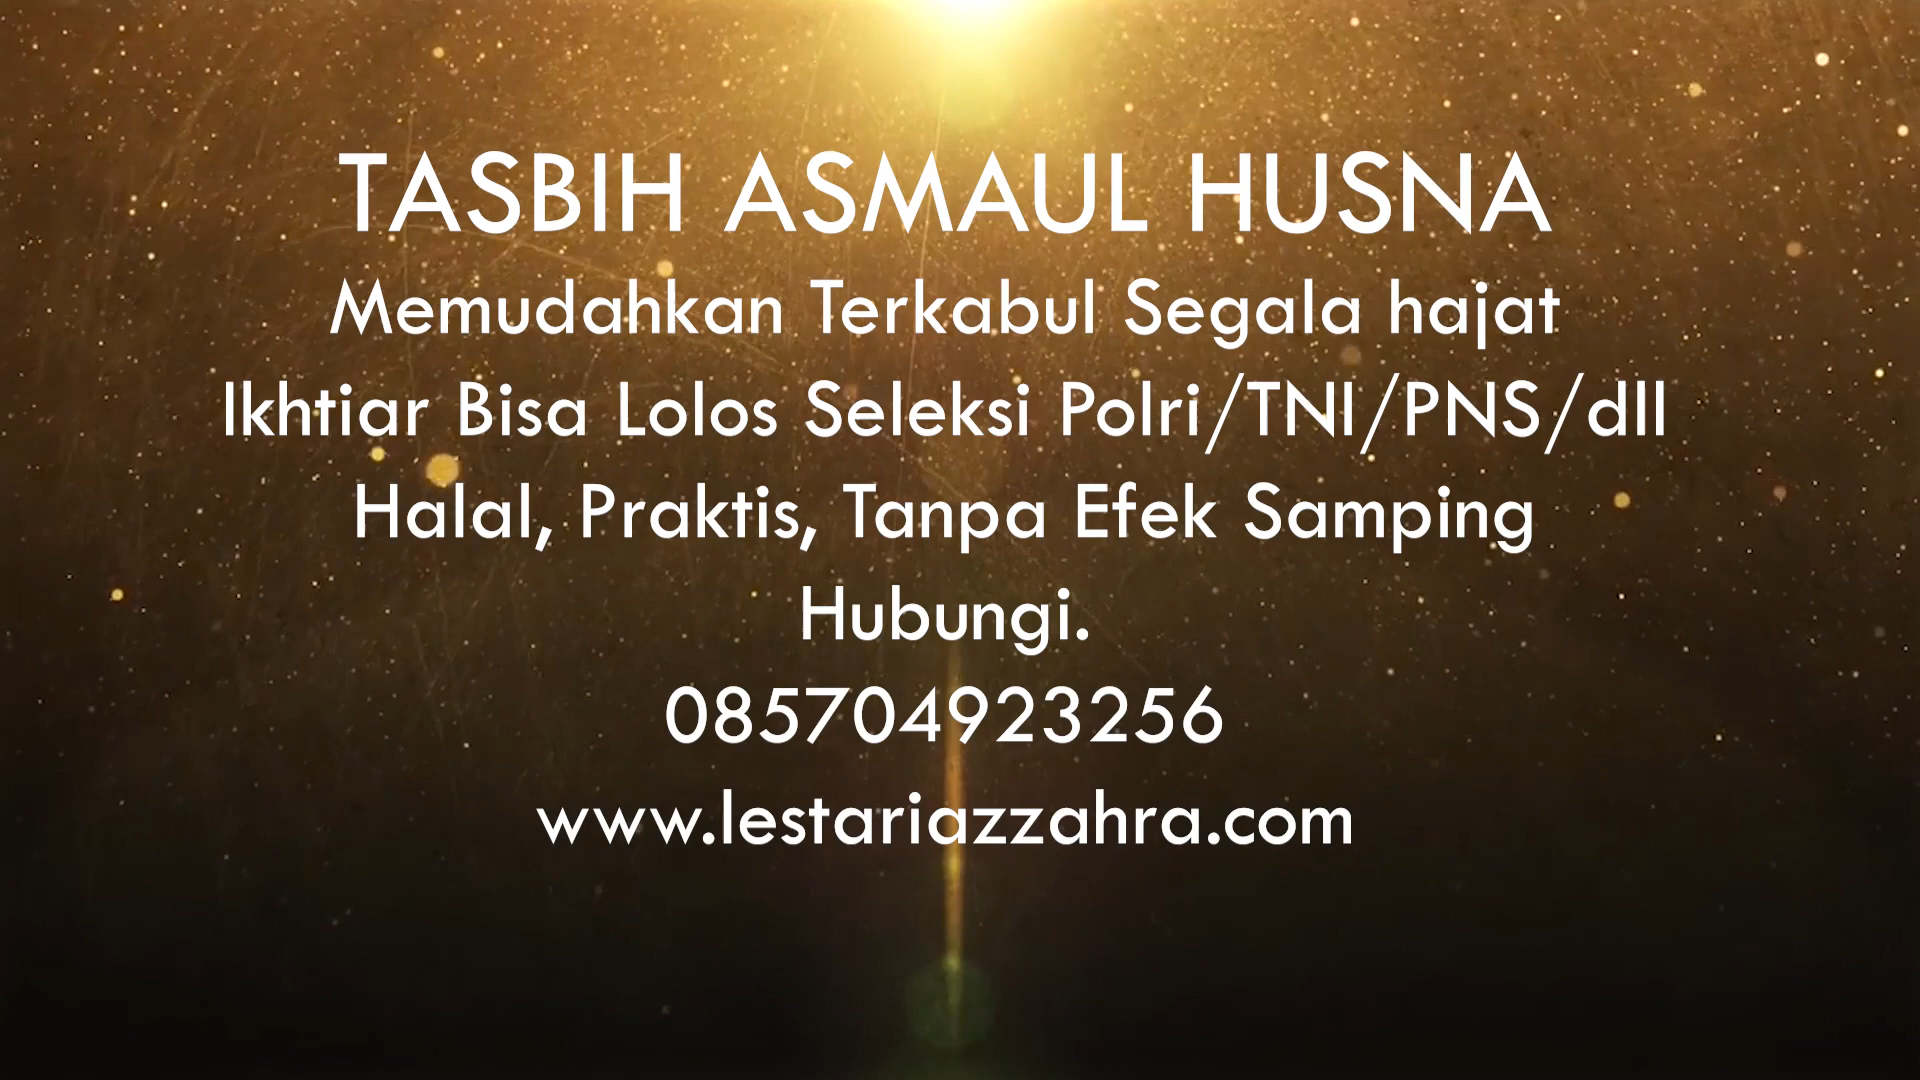 TASBIH ASMAUL HUSNA
Memudahkan Terkabul Segala hajat
Ikhtiar Bisa Lolos Seleksi Polri/TNI/PNS/dll
Halal, Praktis, Tanpa Efek Samping
Hubungi.
085704923256
www.lestariazzahra.com